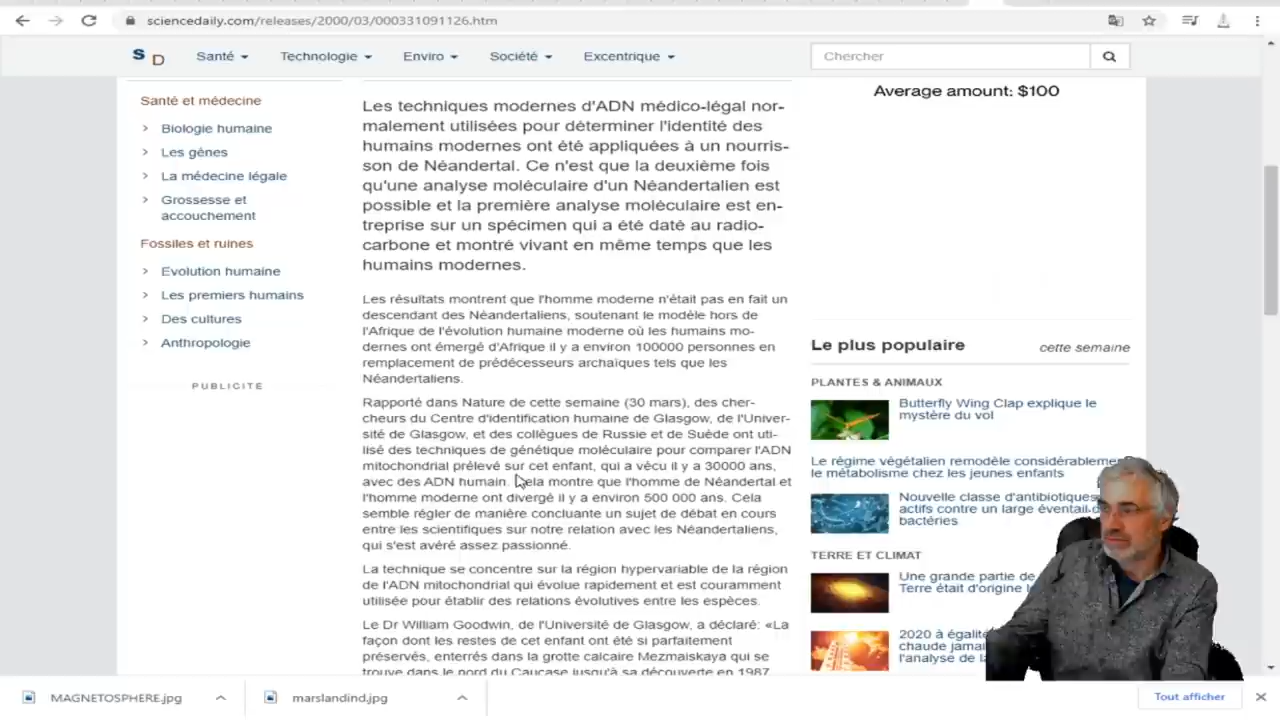 sciencedaily.com/releases/2000/03/000331091126.htm
S D
Santé
Technologie
Enviro
Société
Excentrique
Chercher
Santé et médecine
Biologie humaine
Les gènes
La médecine légale
Grossesse et
accouchement
Fossiles et ruines
Evolution humaine
Les premiers humains
Des cultures
Anthropologie
PUBLICITE
Les techniques modernes d'ADN médico-légal nor-
malement utilisées pour déterminer l'identité des
humains modernes ont été appliquées à un nourris-
son de Néandertal. Ce n'est que la deuxième fois
qu'une analyse moléculaire d'un Néandertalien est
possible et la première analyse moléculaire est en-
treprise sur un spécimen qui a été daté au radio-
carbone et montré vivant en même temps que les
humains modernes.
Les résultats montrent que l'homme moderne n'était pas en fait un
descendant des Néandertaliens, soutenant le modèle hors de
l'Afrique de l'évolution humaine moderne où les humains mo-
dernes ont émergé d'Afrique il y a environ 100000 personnes en
remplacement de prédécesseurs archaïques tels que les
Néandertaliens.
Rapporté dans Nature de cette semaine (30 mars), des cher-
cheurs du Centre d'identification humaine de Glasgow, de l'Univer-
sité de Glasgow, et des collègues de Russie et de Suède ont uti-
lisé des techniques de génétique moléculaire pour comparer l'ADN
mitochondrial prélevé sur cet enfant, qui a vécu il y a 30000 ans,
avec des ADN humain. Cela montre que l'homme de Néandertal et
l'homme moderne ont divergé il y a environ 500 000 ans. Cela
semble régler de manière concluante un sujet de débat en cours
entre les scientifiques sur notre relation avec les Néandertaliens,
qui s'est avéré assez passionné.
La technique se concentre sur la région hypervariable de la région
de l'ADN mitochondrial qui évolue rapidement et est couramment
utilisée pour établir des relations évolutives entre les espèces.
Le Dr William Goodwin, de l'Université de Glasgow, a déclaré: «La
façon dont les restes de cet enfant ont été si parfaitement
préservés, enterrés dans la grotte calcaire Mezmaiskaya qui se
trouve dans le nord du Caucase jusqu'à sa découverte en 1987
Average amount: $100
Le plus populaire
cette semaine
PLANTES & ANIMAUX
Butterfly Wing Clap explique le
mystère du vol
Le régime végétalien remodèle considérablement
le métabolisme chez les jeunes enfants
Nouvelle classe d'antibiotiques
actifs contre un large éventail de
bactéries
TERRE ET CLIMAT
Une grande partie de
Terre était d'origine
2020 à égalité
chaude jamais
l'analyse de la
MAGNETOSPHERE.jpg
marslandind.jpg
Tout afficher